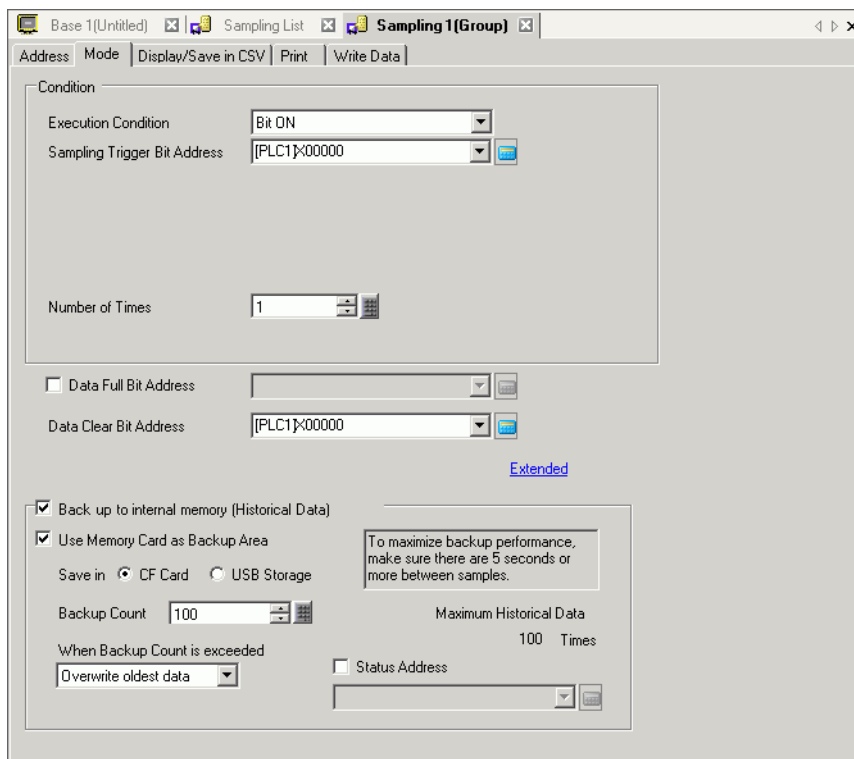 Base 1(Untitled) Sampling List Sampling 1(Group)
Address Mode Display/Save in CSV Print Write Data
Condition
Execution Condition Bit ON
Sampling Trigger Bit Address [PLC1]X00000
Number of Times 1
Data Full Bit Address
Data Clear Bit Address [PLC1]X00000
Extended
Back up to internal memory (Historical Data)
Use Memory Card as Backup Area
To maximize backup performance,
make sure there are 5 seconds or
more between samples.
Save in CF Card USB Storage
Backup Count 100
Maximum Historical Data
100 Times
When Backup Count is exceeded
Overwrite oldest data
Status Address